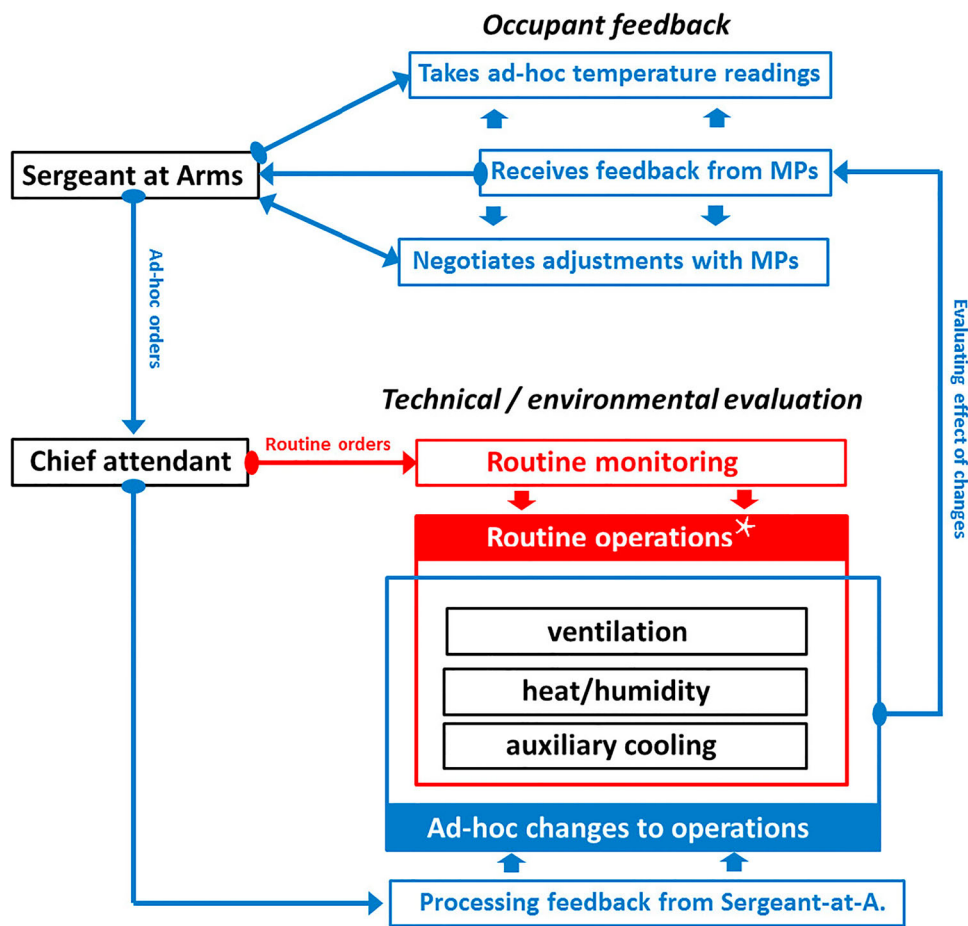 Occupant feedback
Takes ad-hoc temperature readings
Sergeant at Arms
Receives feedback from MPs
Negotiates adjustments with MPs
Ad-hoc orders
Evaluating effect of changes
Technical / environmental evaluation
Chief attendant
Routine orders
Routine monitoring
Routine operations*
ventilation
heat/humidity
auxiliary cooling
Ad-hoc changes to operations
Processing feedback from Sergeant-at-A.